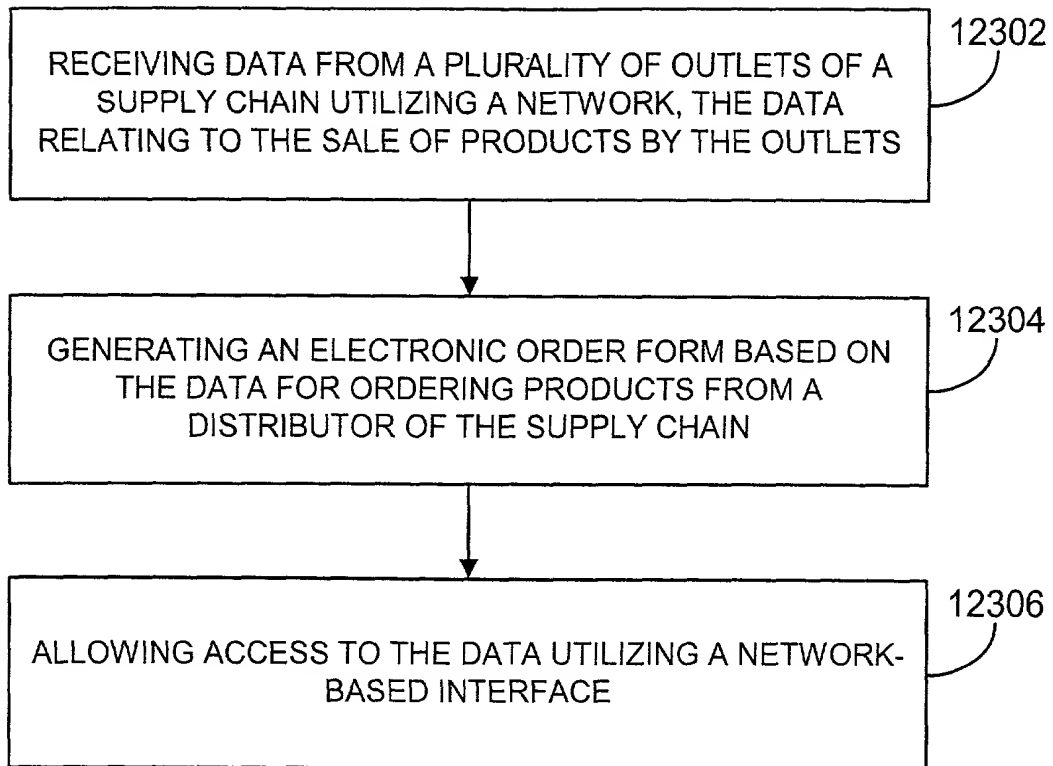 12302
RECEIVING DATA FROM A PLURALITY OF OUTLETS OF A
SUPPLY CHAIN UTILIZING A NETWORK, THE DATA
RELATING TO THE SALE OF PRODUCTS BY THE OUTLETS
12304
GENERATING AN ELECTRONIC ORDER FORM BASED ON
THE DATA FOR ORDERING PRODUCTS FROM A
DISTRIBUTOR OF THE SUPPLY CHAIN
12306
ALLOWING ACCESS TO THE DATA UTILIZING A NETWORK-
BASED INTERFACE